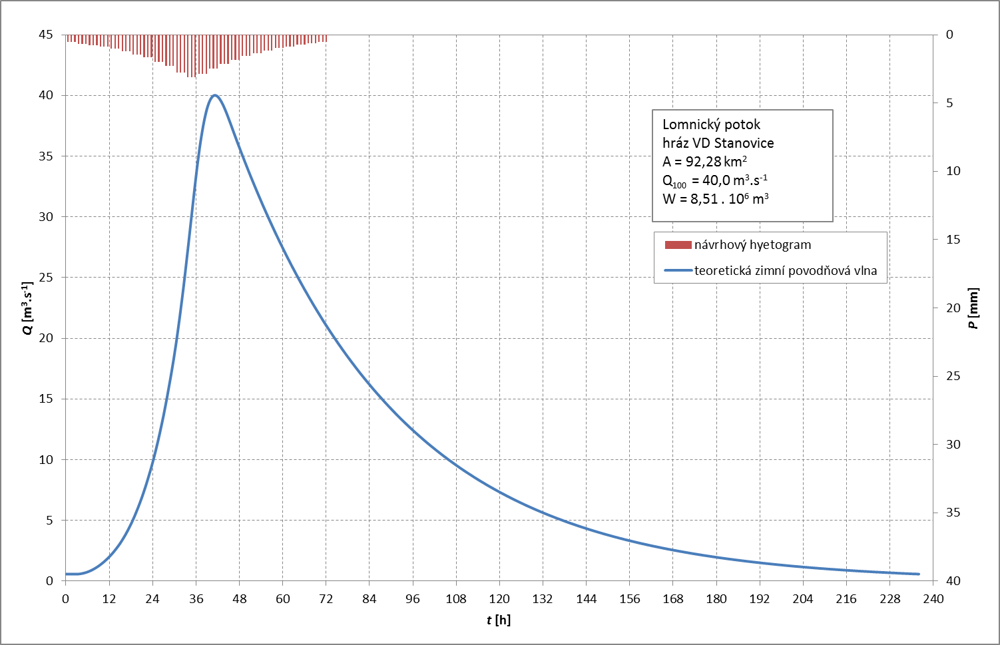 45
40
35
30
25
20
15
10
5
0
Q [m³.s⁻¹]
0
5
10
15
20
25
30
35
40
P [mm]
Lomnický potok
hráz VD Stanovice
A = 92,28 km²
Q₁₀₀ = 40,0 m³.s⁻¹
W = 8,51 . 10⁶ m³
návrhový hyetogram
teoretická zimní povodňová vlna
0 12 24 36 48 60 72 84 96 108 120 132 144 156 168 180 192 204 216 228 240
t [h]